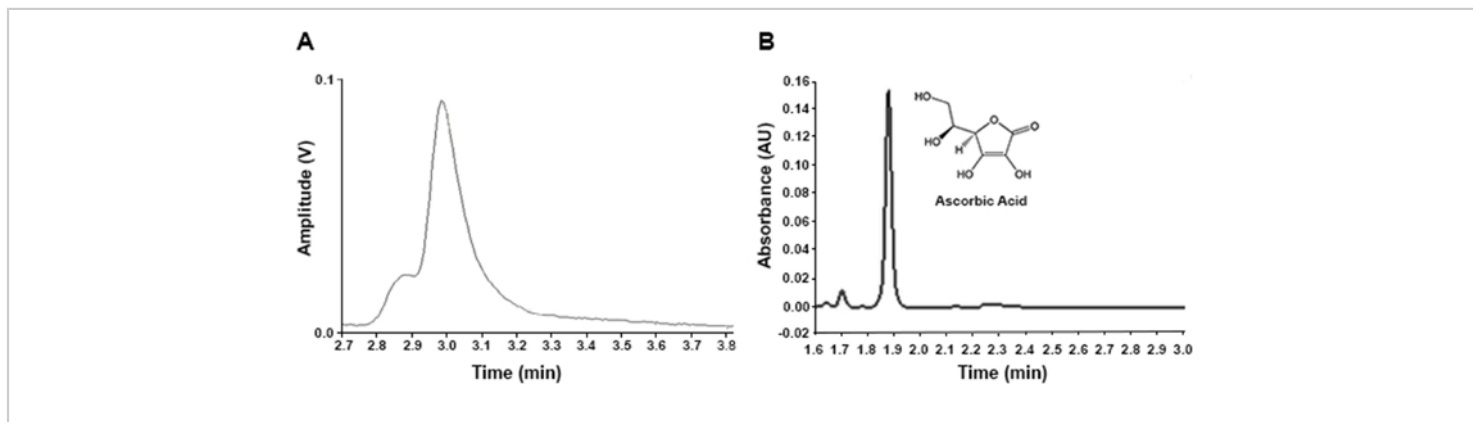 A
0.1
Amplitude (V)
0.0
2.7 2.8 2.9 3.0 3.1 3.2 3.3 3.4 3.5 3.6 3.7 3.8
Time (min)
B
0.16
0.14
0.12
0.10
0.08
0.06
0.04
0.02
0.00
-0.02
Absorbance (AU)
HO
HO
H
O
O
HO
OH
Ascorbic Acid
1.6 1.7 1.8 1.9 2.0 2.1 2.2 2.3 2.4 2.5 2.6 2.7 2.8 2.9 3.0
Time (min)